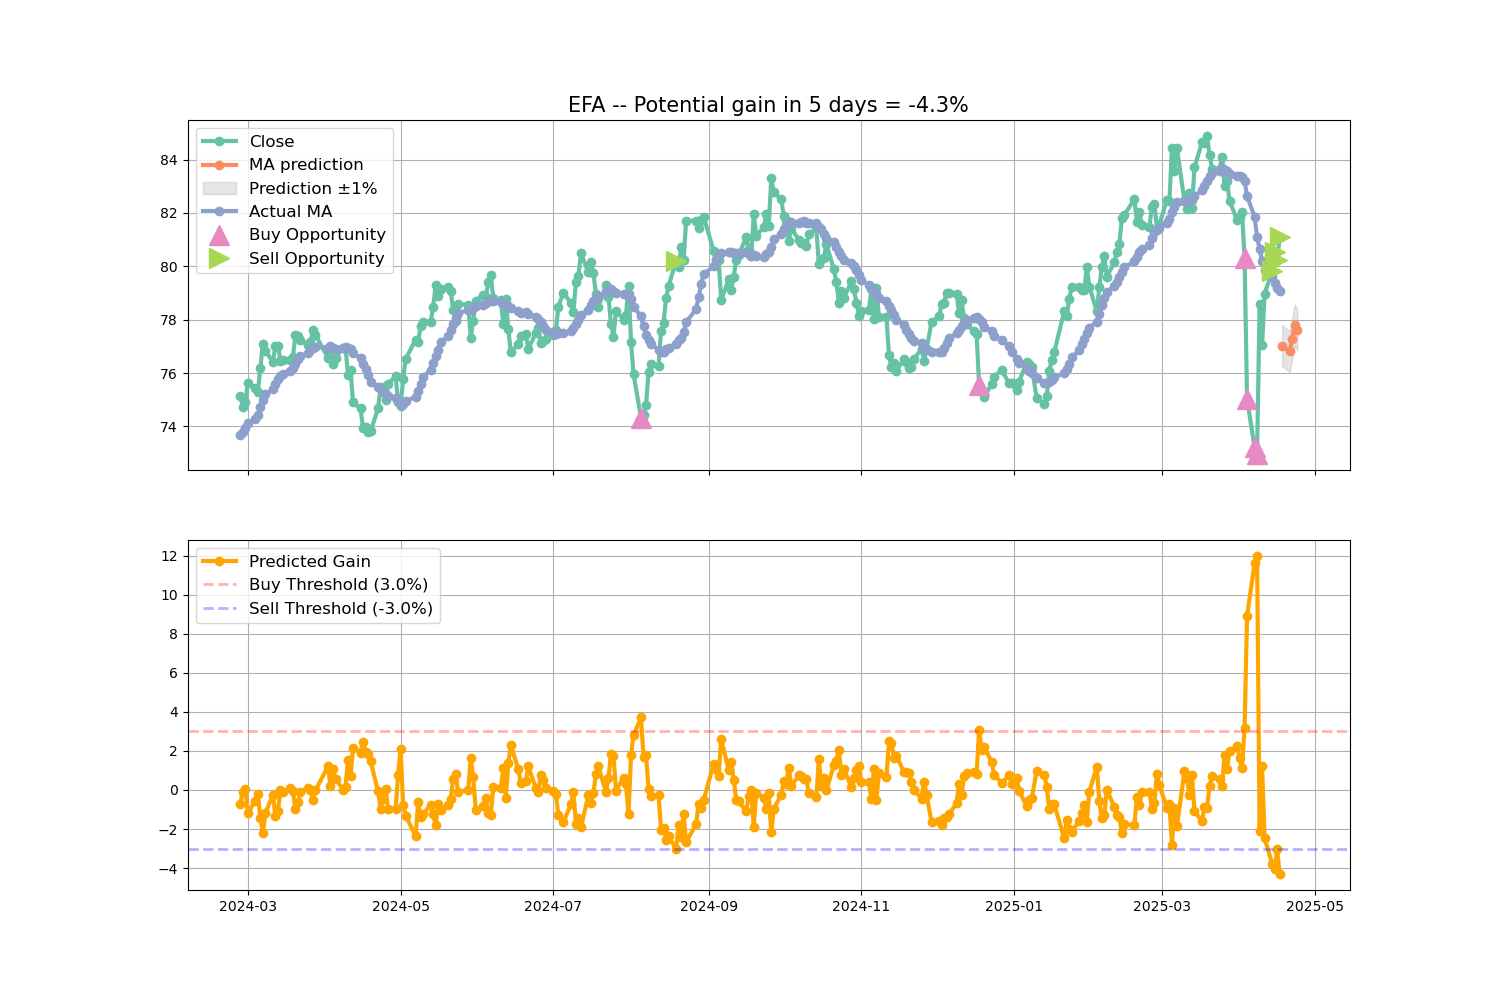 EFA -- Potential gain in 5 days = -4.3%
84
82
80
78
76
74
Close
MA prediction
Prediction ±1%
Actual MA
Buy Opportunity
Sell Opportunity
12
10
8
6
4
2
0
−2
−4
Predicted Gain
Buy Threshold (3.0%)
Sell Threshold (-3.0%)
2024-03 2024-05 2024-07 2024-09 2024-11 2025-01 2025-03 2025-05